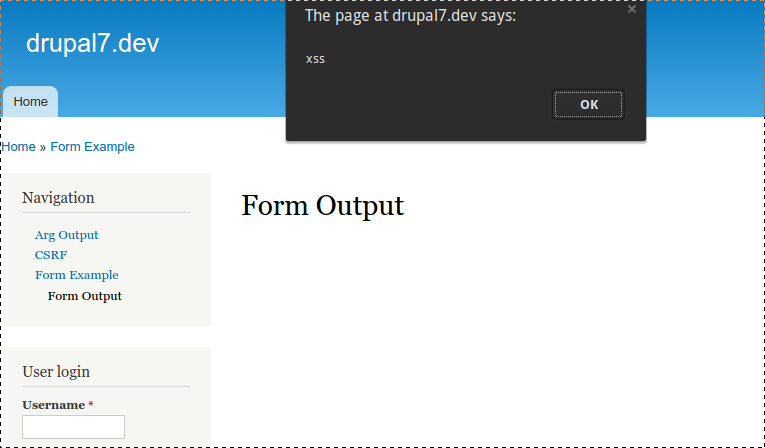 drupal7.dev
The page at drupal7.dev says:
xss
OK
Home
Home » Form Example
Navigation
Arg Output
CSRF
Form Example
Form Output
Form Output
User login
Username *